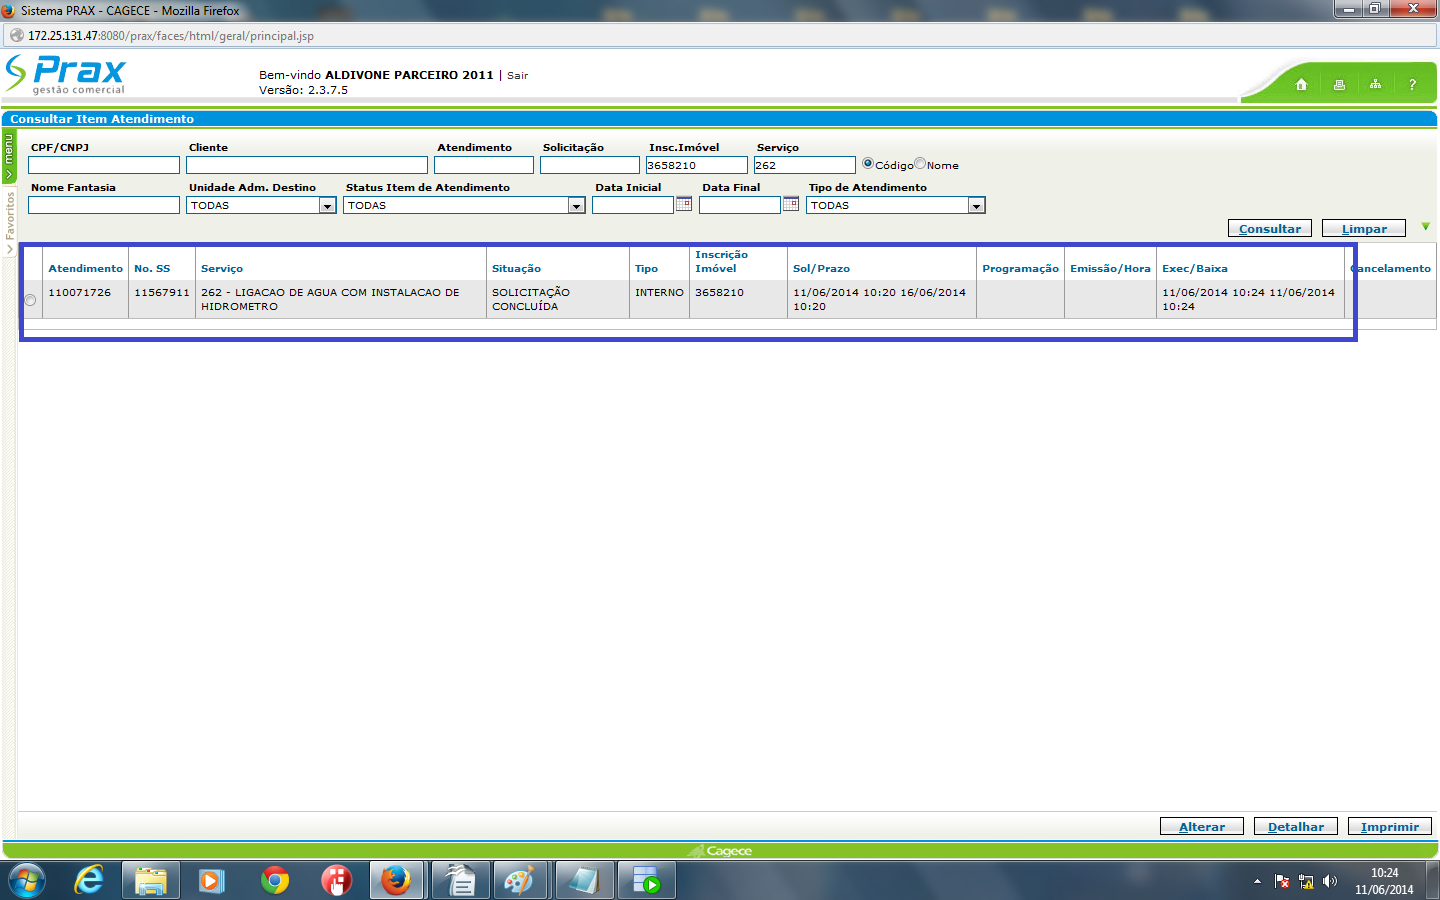 Sistema PRAX - CAGECE - Mozilla Firefox
172.25.131.47:8080/prax/faces/html/geral/principal.jsp
Prax
gestão comercial
Bem-vindo ALDIVONE PARCEIRO 2011 | Sair
Versão: 2.3.7.5
?
Consultar Item Atendimento
menu
Favoritos
CPF/CNPJ Cliente Atendimento Solicitação Insc.Imóvel Serviço
3658210 262 Código Nome
Nome Fantasia Unidade Adm. Destino Status Item de Atendimento Data Inicial Data Final Tipo de Atendimento
TODAS TODAS TODAS
Consultar Limpar
Atendimento No. SS Serviço Situação Tipo Inscrição Imóvel Sol/Prazo Programação Emissão/Hora Exec/Baixa Cancelamento
110071726 11567911 262 - LIGACAO DE AGUA COM INSTALACAO DE SOLICITAÇÃO INTERNO 3658210 11/06/2014 10:20 16/06/2014 11/06/2014 10:24 11/06/2014
HIDROMETRO CONCLUÍDA 10:20 10:24
Alterar Detalhar Imprimir
Cagece
10:24
11/06/2014